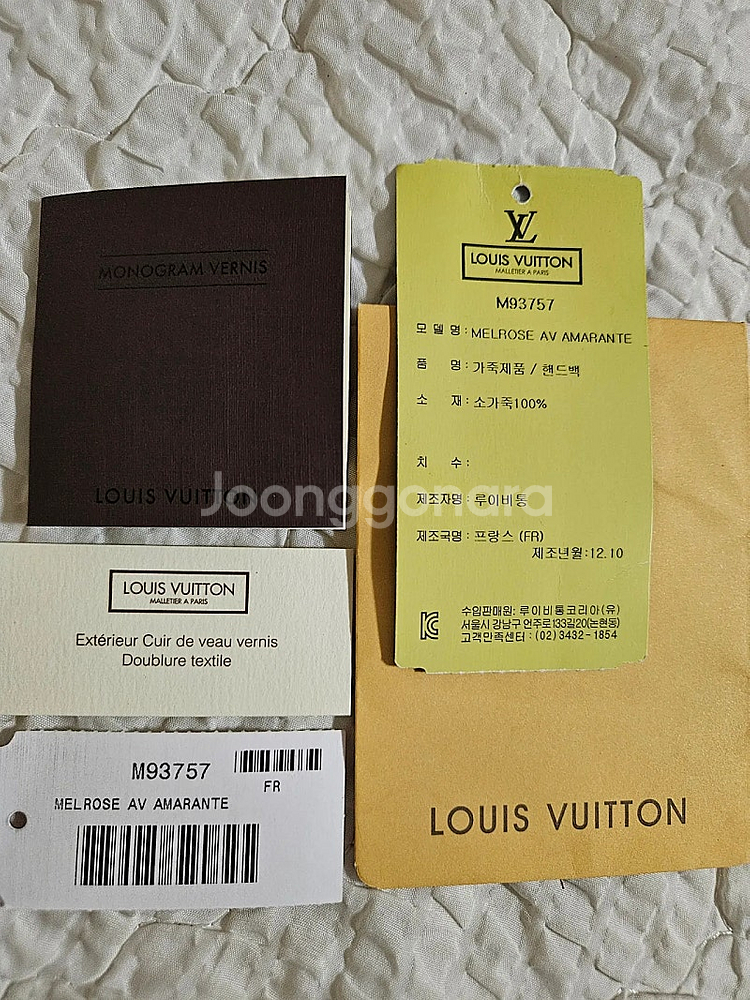 MONOGRAM VERNIS
LOUIS VUITTON
LOUIS VUITTON
MALLETIER A PARIS
Extérieur Cuir de veau vernis
Doublure textile
M93757
FR
MELROSE AV AMARANTE
LV
LOUIS VUITTON
MALLETIER A PARIS
M93757
모 델 명 : MELROSE AV AMARANTE
품 명 : 가죽제품 / 핸드백
소 재 : 소가죽100%
치 수 :
제조자명 : 루이비통
제조국명 : 프랑스 (FR)
제조년월:12.10
수입판매원: 루이비통코리아(유)
서울시 강남구 언주로133길20(논현동)
고객만족센터 : (02) 3432-1854
LOUIS VUITTON
Joonggonara